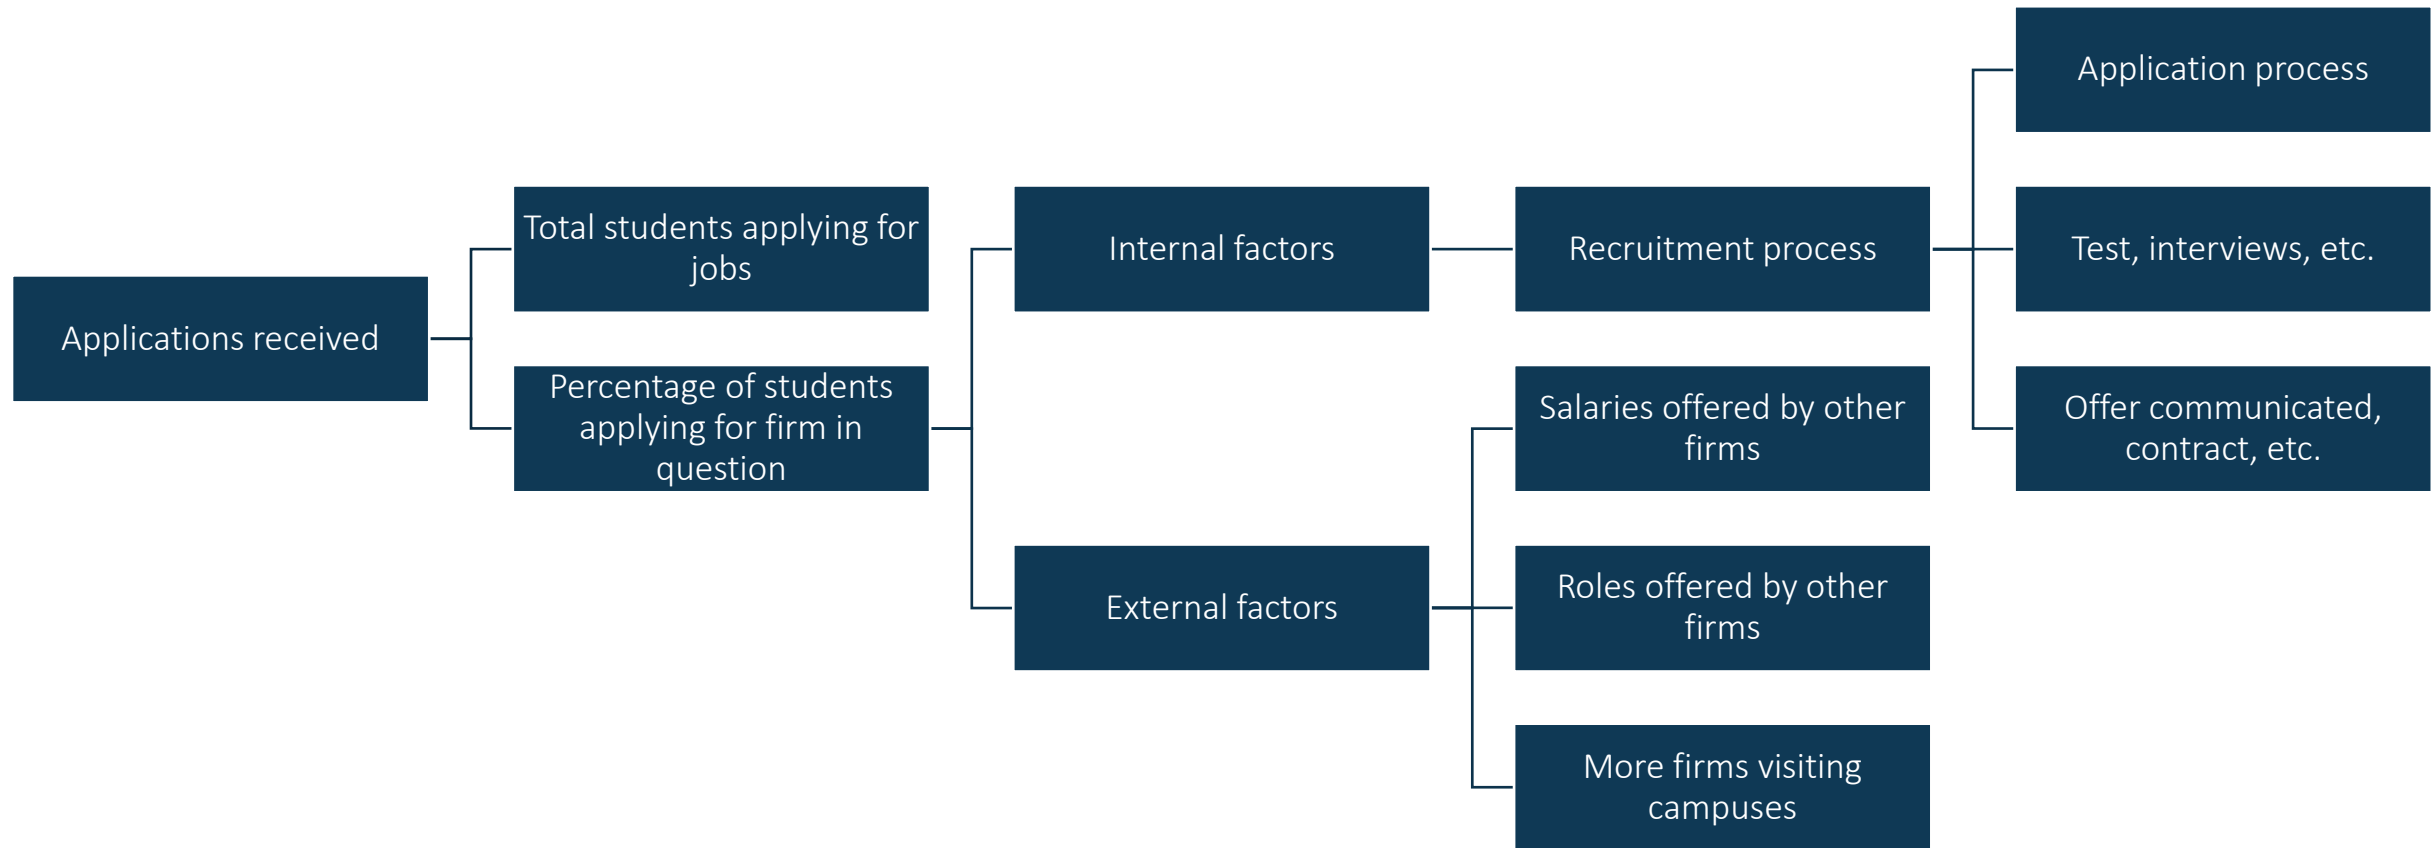 Applications received
Total students applying for
jobs
Percentage of students
applying for firm in
question
Internal factors
External factors
Recruitment process
Salaries offered by other
firms
Roles offered by other
firms
More firms visiting
campuses
Application process
Test, interviews, etc.
Offer communicated,
contract, etc.